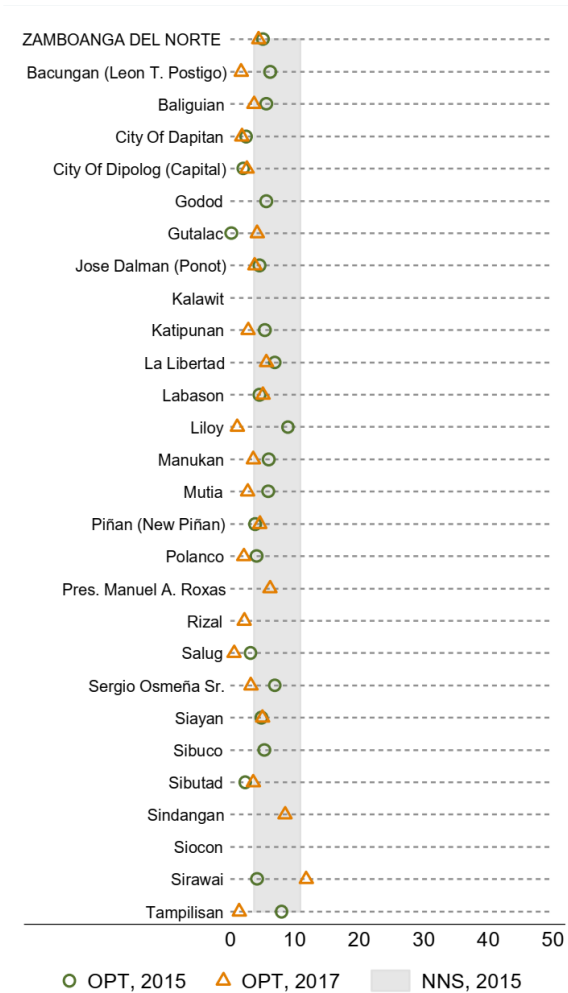 ZAMBOANGA DEL NORTE
Bacungan (Leon T. Postigo)
Baliguian
City Of Dapitan
City Of Dipolog (Capital)
Godod
Gutalac
Jose Dalman (Ponot)
Kalawit
Katipunan
La Libertad
Labason
Liloy
Manukan
Mutia
Piñan (New Piñan)
Polanco
Pres. Manuel A. Roxas
Rizal
Salug
Sergio Osmeña Sr.
Siayan
Sibuco
Sibutad
Sindangan
Siocon
Sirawai
Tampilisan
0 10 20 30 40 50
OPT, 2015 OPT, 2017 NNS, 2015